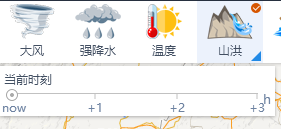 大风 强降水 温度 山洪
当前时刻
now +1 +2 +3 h